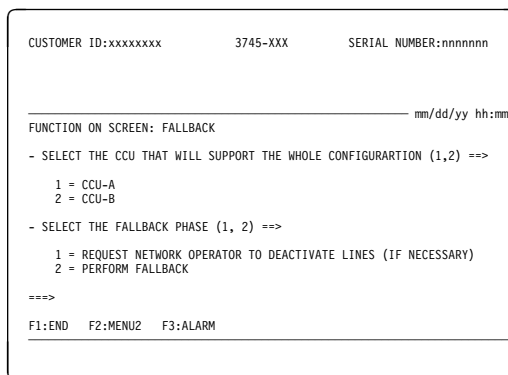 CUSTOMER ID:xxxxxxxx 3745-XXX SERIAL NUMBER:nnnnnnn
mm/dd/yy hh:mm
FUNCTION ON SCREEN: FALLBACK
- SELECT THE CCU THAT WILL SUPPORT THE WHOLE CONFIGURARTION (1,2) ==>
1 = CCU-A
2 = CCU-B
- SELECT THE FALLBACK PHASE (1, 2) ==>
1 = REQUEST NETWORK OPERATOR TO DEACTIVATE LINES (IF NECESSARY)
2 = PERFORM FALLBACK
===>
F1:END F2:MENU2 F3:ALARM